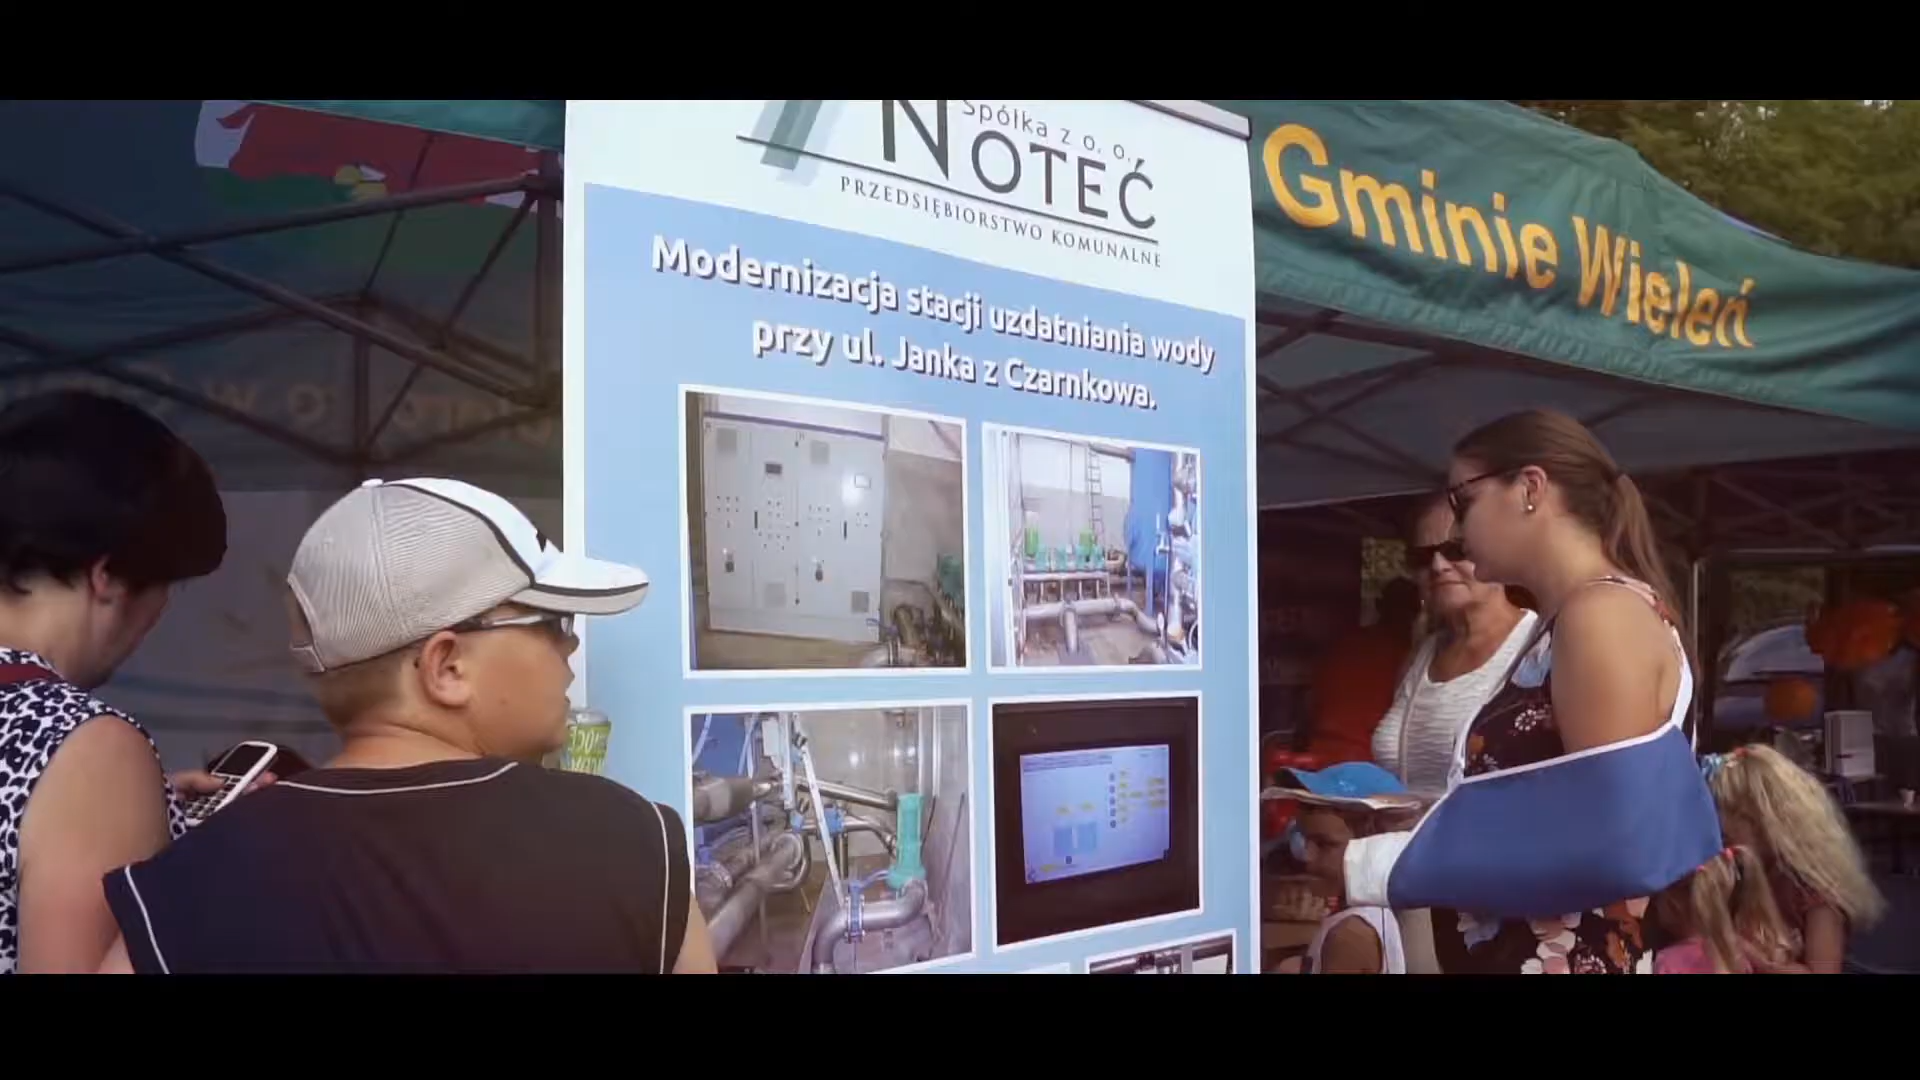 Spółka z o. o.
NOTEĆ
PRZEDSIĘBIORSTWO KOMUNALNE
Modernizacja stacji uzdatniania wody
przy ul. Janka z Czarnkowa.
Gminie Wieleń